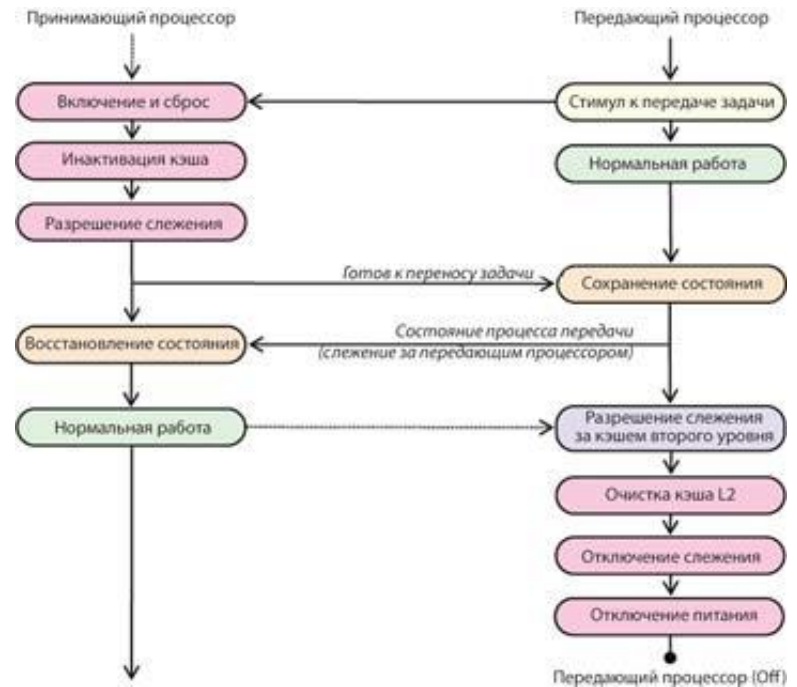 Принимающий процессор
Передающий процессор
Включение и сброс
Стимул к передаче задачи
Инактивация кэша
Нормальная работа
Разрешение слежения
Готов к переносу задачи
Сохранение состояния
Восстановление состояния
Состояние процесса передачи
(слежение за передающим процессором)
Нормальная работа
Разрешение слежения
за кэшем второго уровня
Очистка кэша L2
Отключение слежения
Отключение питания
Передающий процессор (Off)